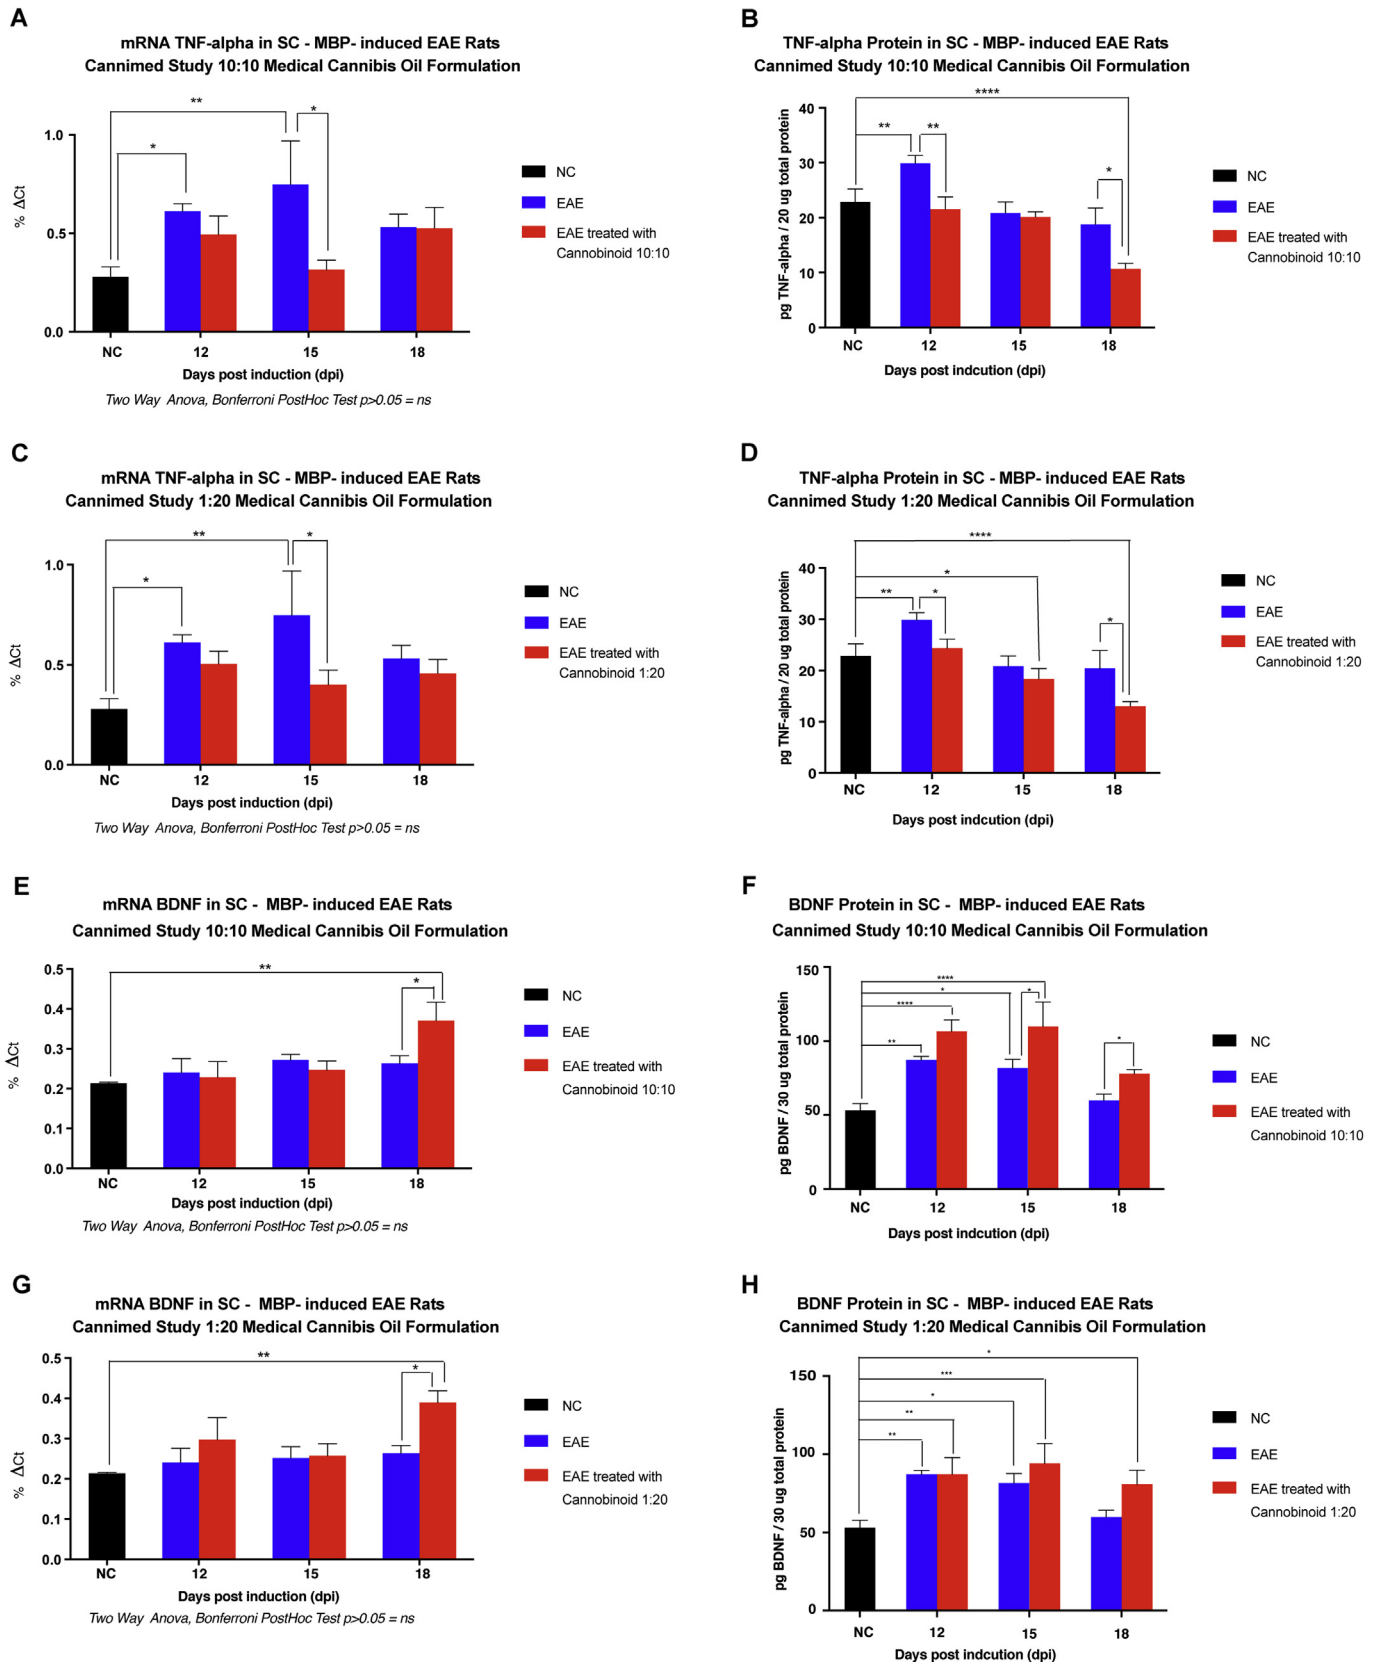 A
mRNA TNF-alpha in SC - MBP- induced EAE Rats
Cannimed Study 10:10 Medical Cannibis Oil Formulation
**
*
*
1.0
0.5
0.0
% ΔCt
NC
12
15
18
Days post induction (dpi)
Two Way Anova, Bonferroni PostHoc Test p>0.05 = ns
NC
EAE
EAE treated with
Cannobinoid 10:10
B
TNF-alpha Protein in SC - MBP- induced EAE Rats
Cannimed Study 10:10 Medical Cannibis Oil Formulation
****
**
**
*
40
30
20
10
0
pg TNF-alpha / 20 ug total protein
NC
12
15
18
Days post indcution (dpi)
NC
EAE
EAE treated with
Cannobinoid 10:10
C
mRNA TNF-alpha in SC - MBP- induced EAE Rats
Cannimed Study 1:20 Medical Cannibis Oil Formulation
**
*
*
1.0
0.5
0.0
% ΔCt
NC
12
15
18
Days post induction (dpi)
Two Way Anova, Bonferroni PostHoc Test p>0.05 = ns
NC
EAE
EAE treated with
Cannobinoid 1:20
D
TNF-alpha Protein in SC - MBP- induced EAE Rats
Cannimed Study 1:20 Medical Cannibis Oil Formulation
****
*
**
*
*
40
30
20
10
0
pg TNF-alpha / 20 ug total protein
NC
12
15
18
Days post indcution (dpi)
NC
EAE
EAE treated with
Cannobinoid 1:20
E
mRNA BDNF in SC - MBP- induced EAE Rats
Cannimed Study 10:10 Medical Cannibis Oil Formulation
**
*
0.5
0.4
0.3
0.2
0.1
0.0
% ΔCt
NC
12
15
18
Days post induction (dpi)
Two Way Anova, Bonferroni PostHoc Test p>0.05 = ns
NC
EAE
EAE treated with
Cannobinoid 10:10
F
BDNF Protein in SC - MBP- induced EAE Rats
Cannimed Study 10:10 Medical Cannibis Oil Formulation
****
*
*
****
**
*
150
100
50
0
pg BDNF / 30 ug total protein
NC
12
15
18
Days post indcution (dpi)
NC
EAE
EAE treated with
Cannobinoid 10:10
G
mRNA BDNF in SC - MBP- induced EAE Rats
Cannimed Study 1:20 Medical Cannibis Oil Formulation
**
*
0.5
0.4
0.3
0.2
0.1
0.0
% ΔCt
NC
12
15
18
Days post induction (dpi)
Two Way Anova, Bonferroni PostHoc Test p>0.05 = ns
NC
EAE
EAE treated with
Cannobinoid 1:20
H
BDNF Protein in SC - MBP- induced EAE Rats
Cannimed Study 1:20 Medical Cannibis Oil Formulation
*
***
*
**
**
150
100
50
0
pg BDNF / 30 ug total protein
NC
12
15
18
Days post indcution (dpi)
NC
EAE
EAE treated with
Cannobinoid 1:20